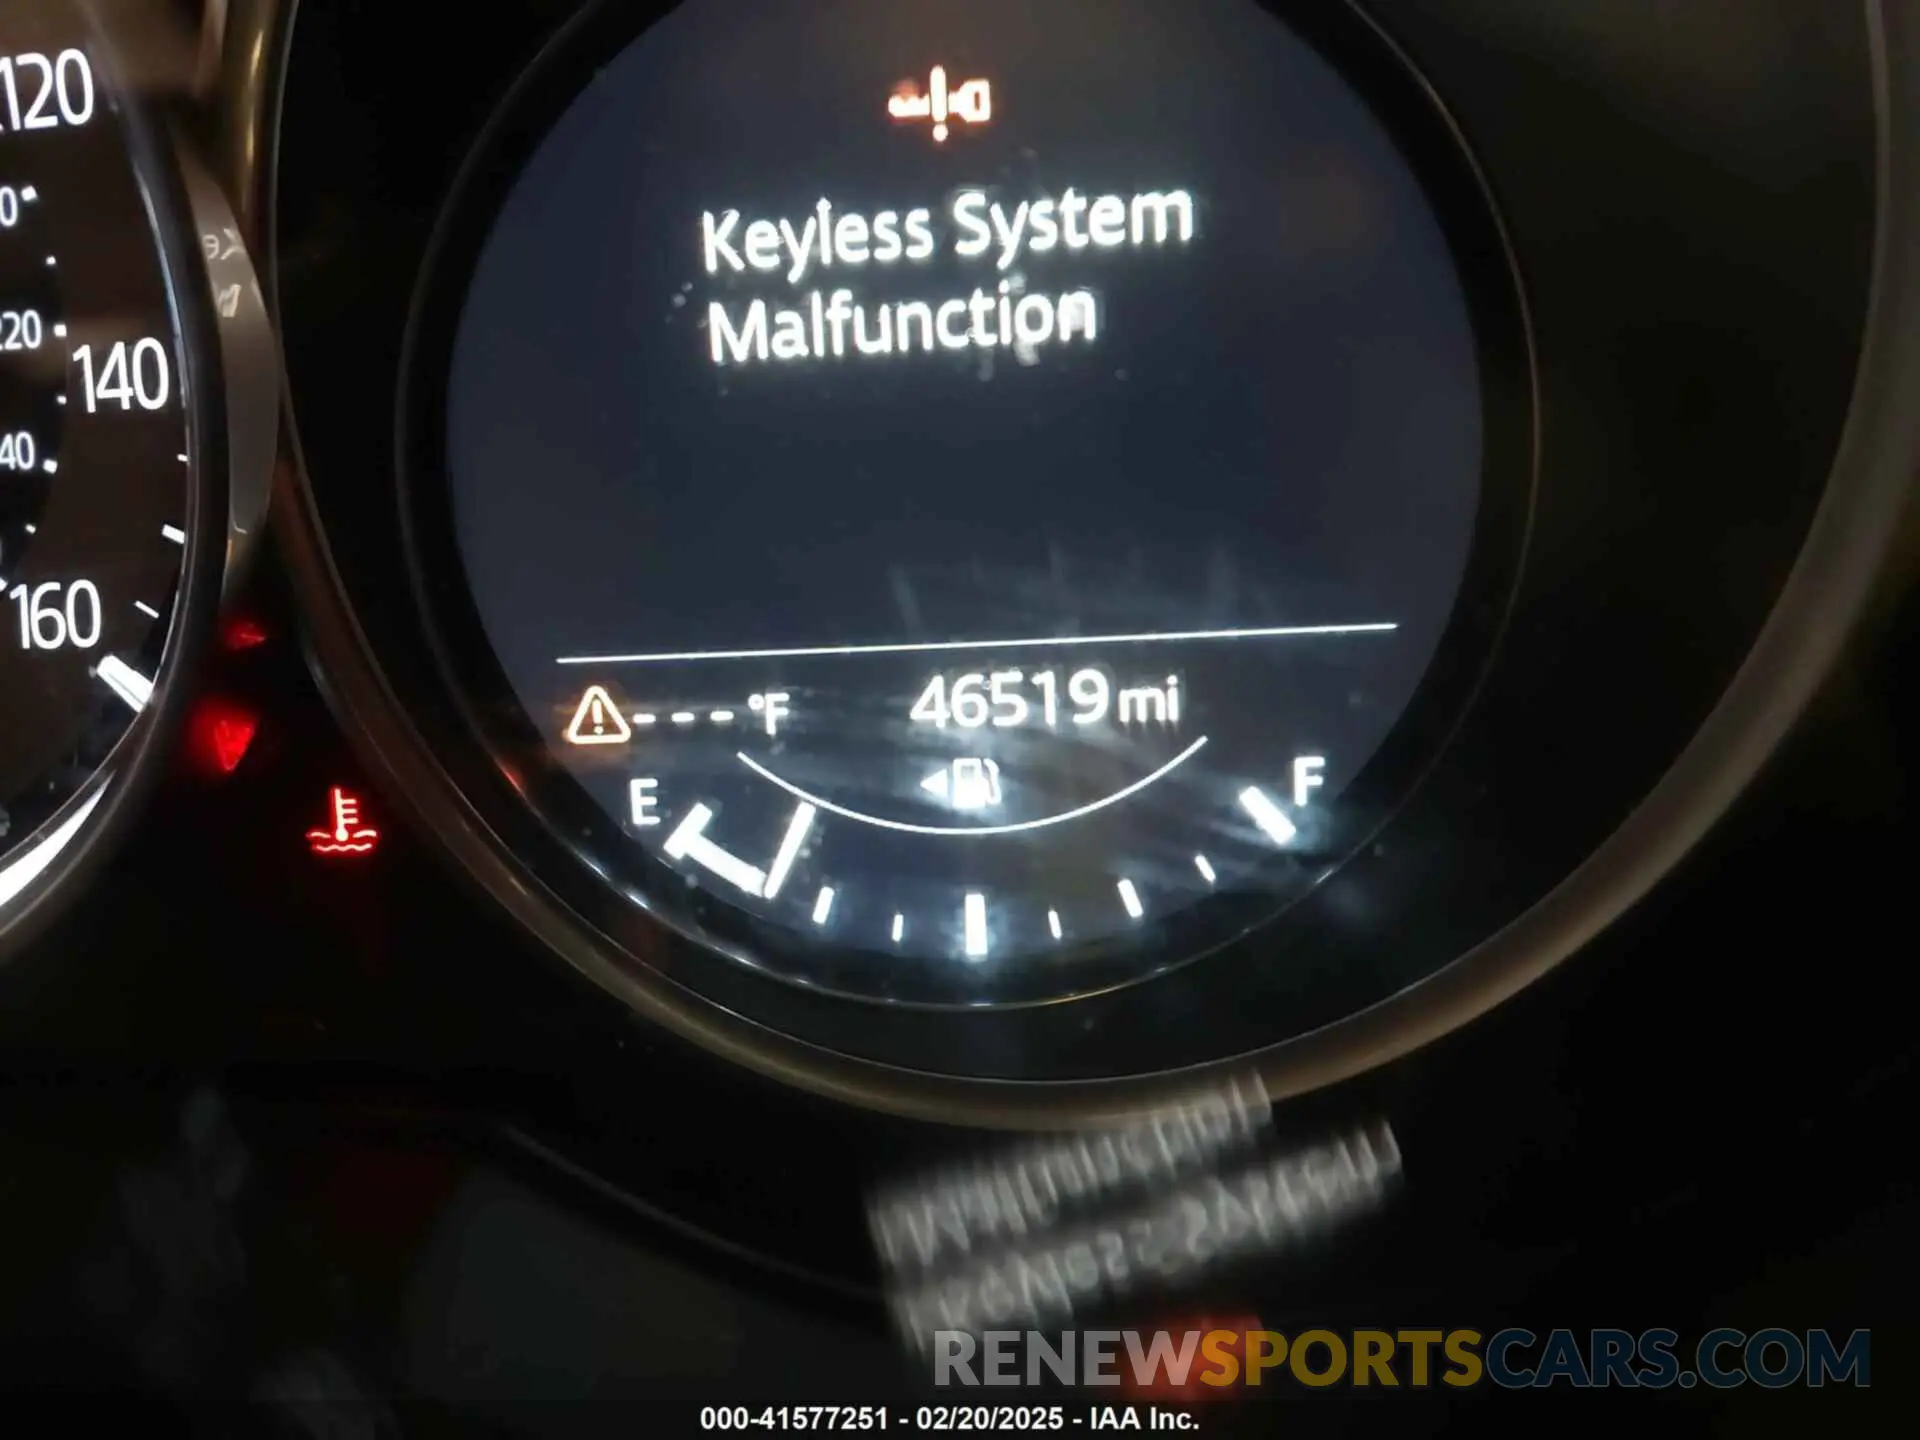 120
Keyless System
Malfunction
140
160
---°F 46519 mi
E F
RENEWSPORTSCARS.COM
000-41577251 - 02/20/2025 - IAA Inc.